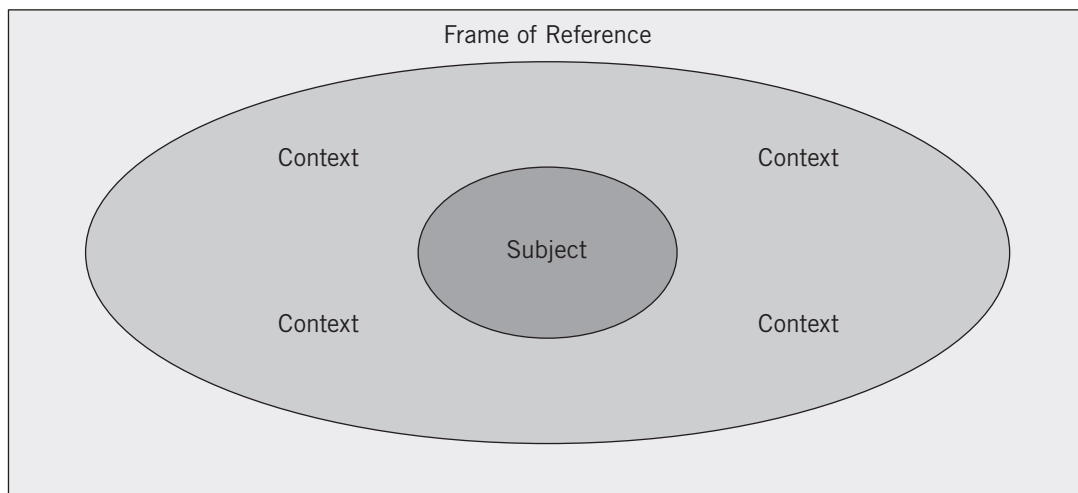 Frame of Reference
Context
Context
Subject
Context
Context